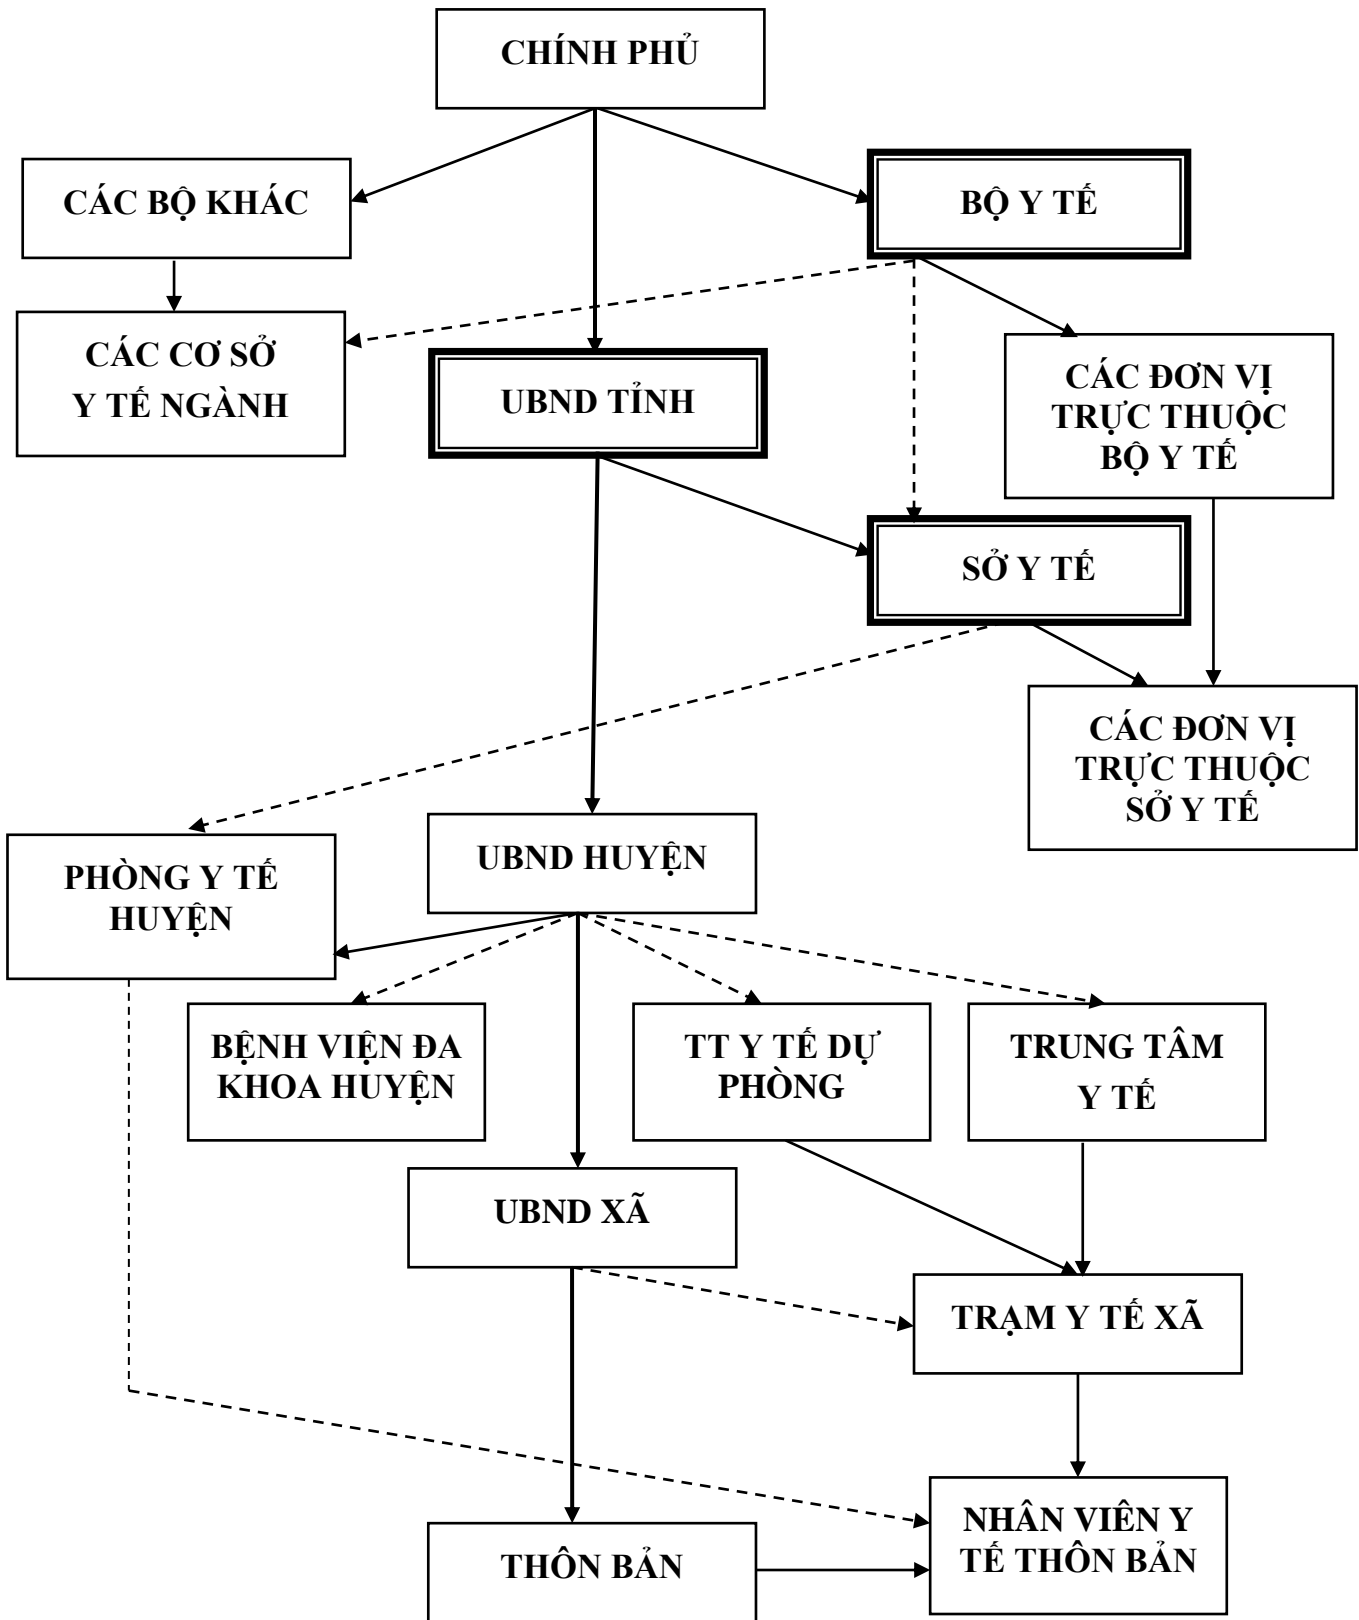 CHÍNH PHỦ
CÁC BỘ KHÁC
BỘ Y TẾ
CÁC CƠ SỞ
Y TẾ NGÀNH
UBND TỈNH
CÁC ĐƠN VỊ
TRỰC THUỘC
BỘ Y TẾ
SỞ Y TẾ
CÁC ĐƠN VỊ
TRỰC THUỘC
SỞ Y TẾ
UBND HUYỆN
PHÒNG Y TẾ
HUYỆN
BỆNH VIỆN ĐA
KHOA HUYỆN
TT Y TẾ DỰ
PHÒNG
TRUNG TÂM
Y TẾ
UBND XÃ
TRẠM Y TẾ XÃ
NHÂN VIÊN Y
TẾ THÔN BẢN
THÔN BẢN